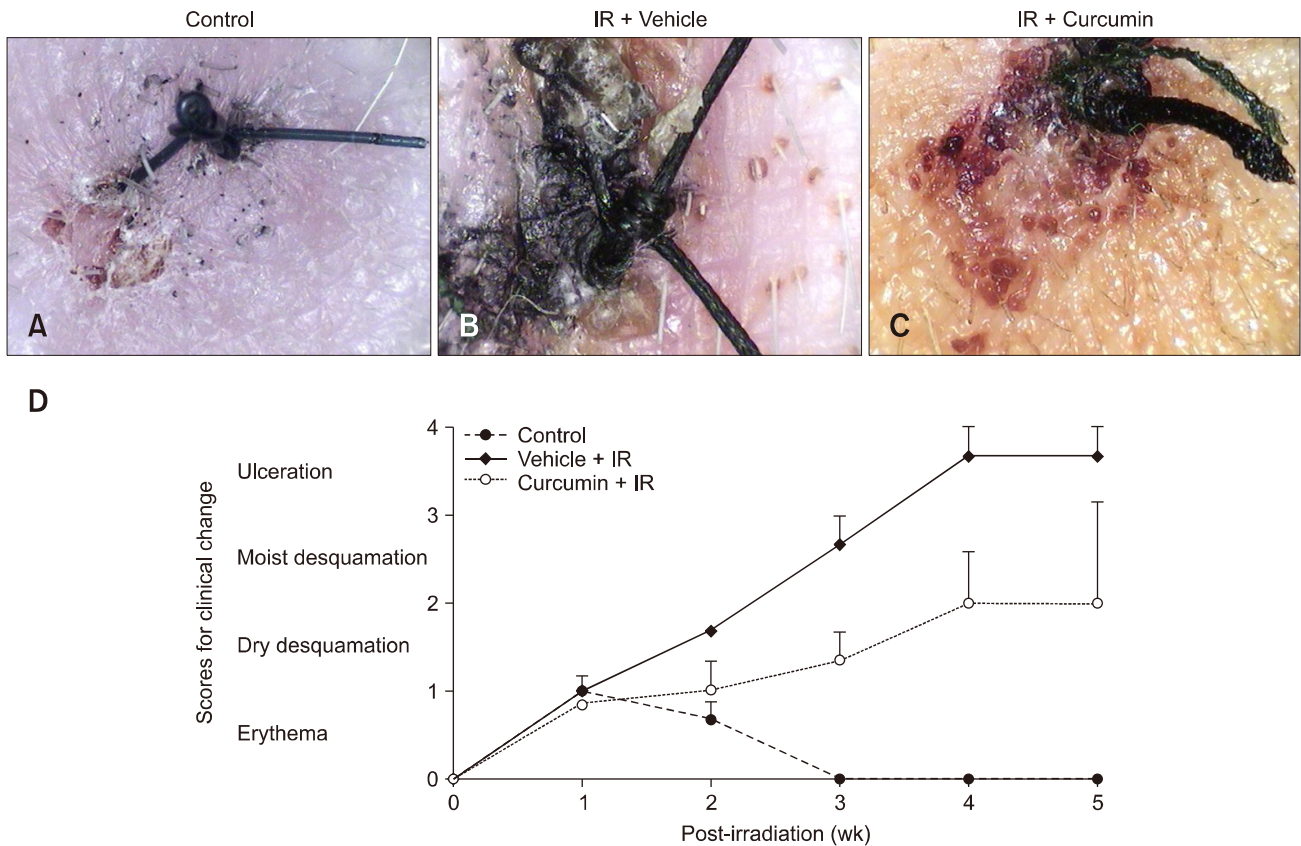 Control
IR + Vehicle
IR + Curcumin
A
B
C
D
Scores for clinical change
Ulceration
Moist desquamation
Dry desquamation
Erythema
4
3
2
1
0
Control
Vehicle + IR
Curcumin + IR
0 1 2 3 4 5
Post-irradiation (wk)